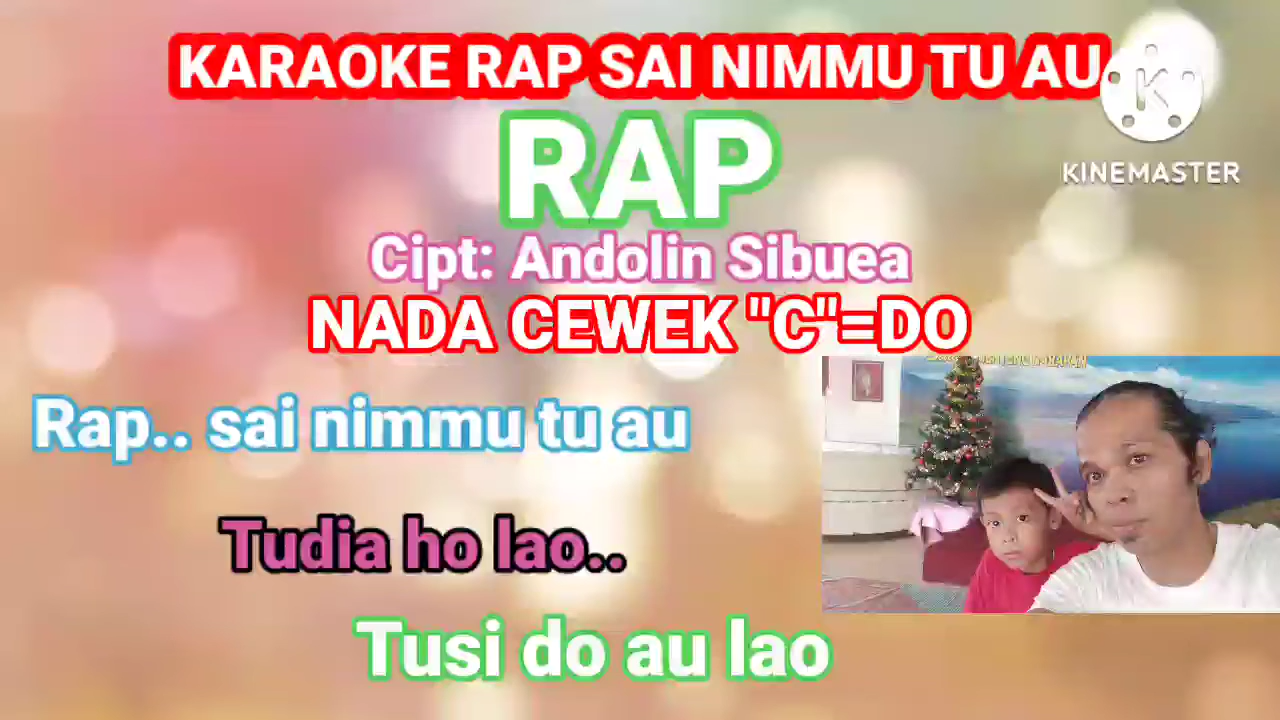 KARAOKE RAP SAI NIMMU TU AU
RAP
KINEMASTER
Cipt: Andolin Sibuea
NADA CEWEK "C"=DO
Rap.. sai nimmu tu au
Tudia ho lao..
Tusi do au lao